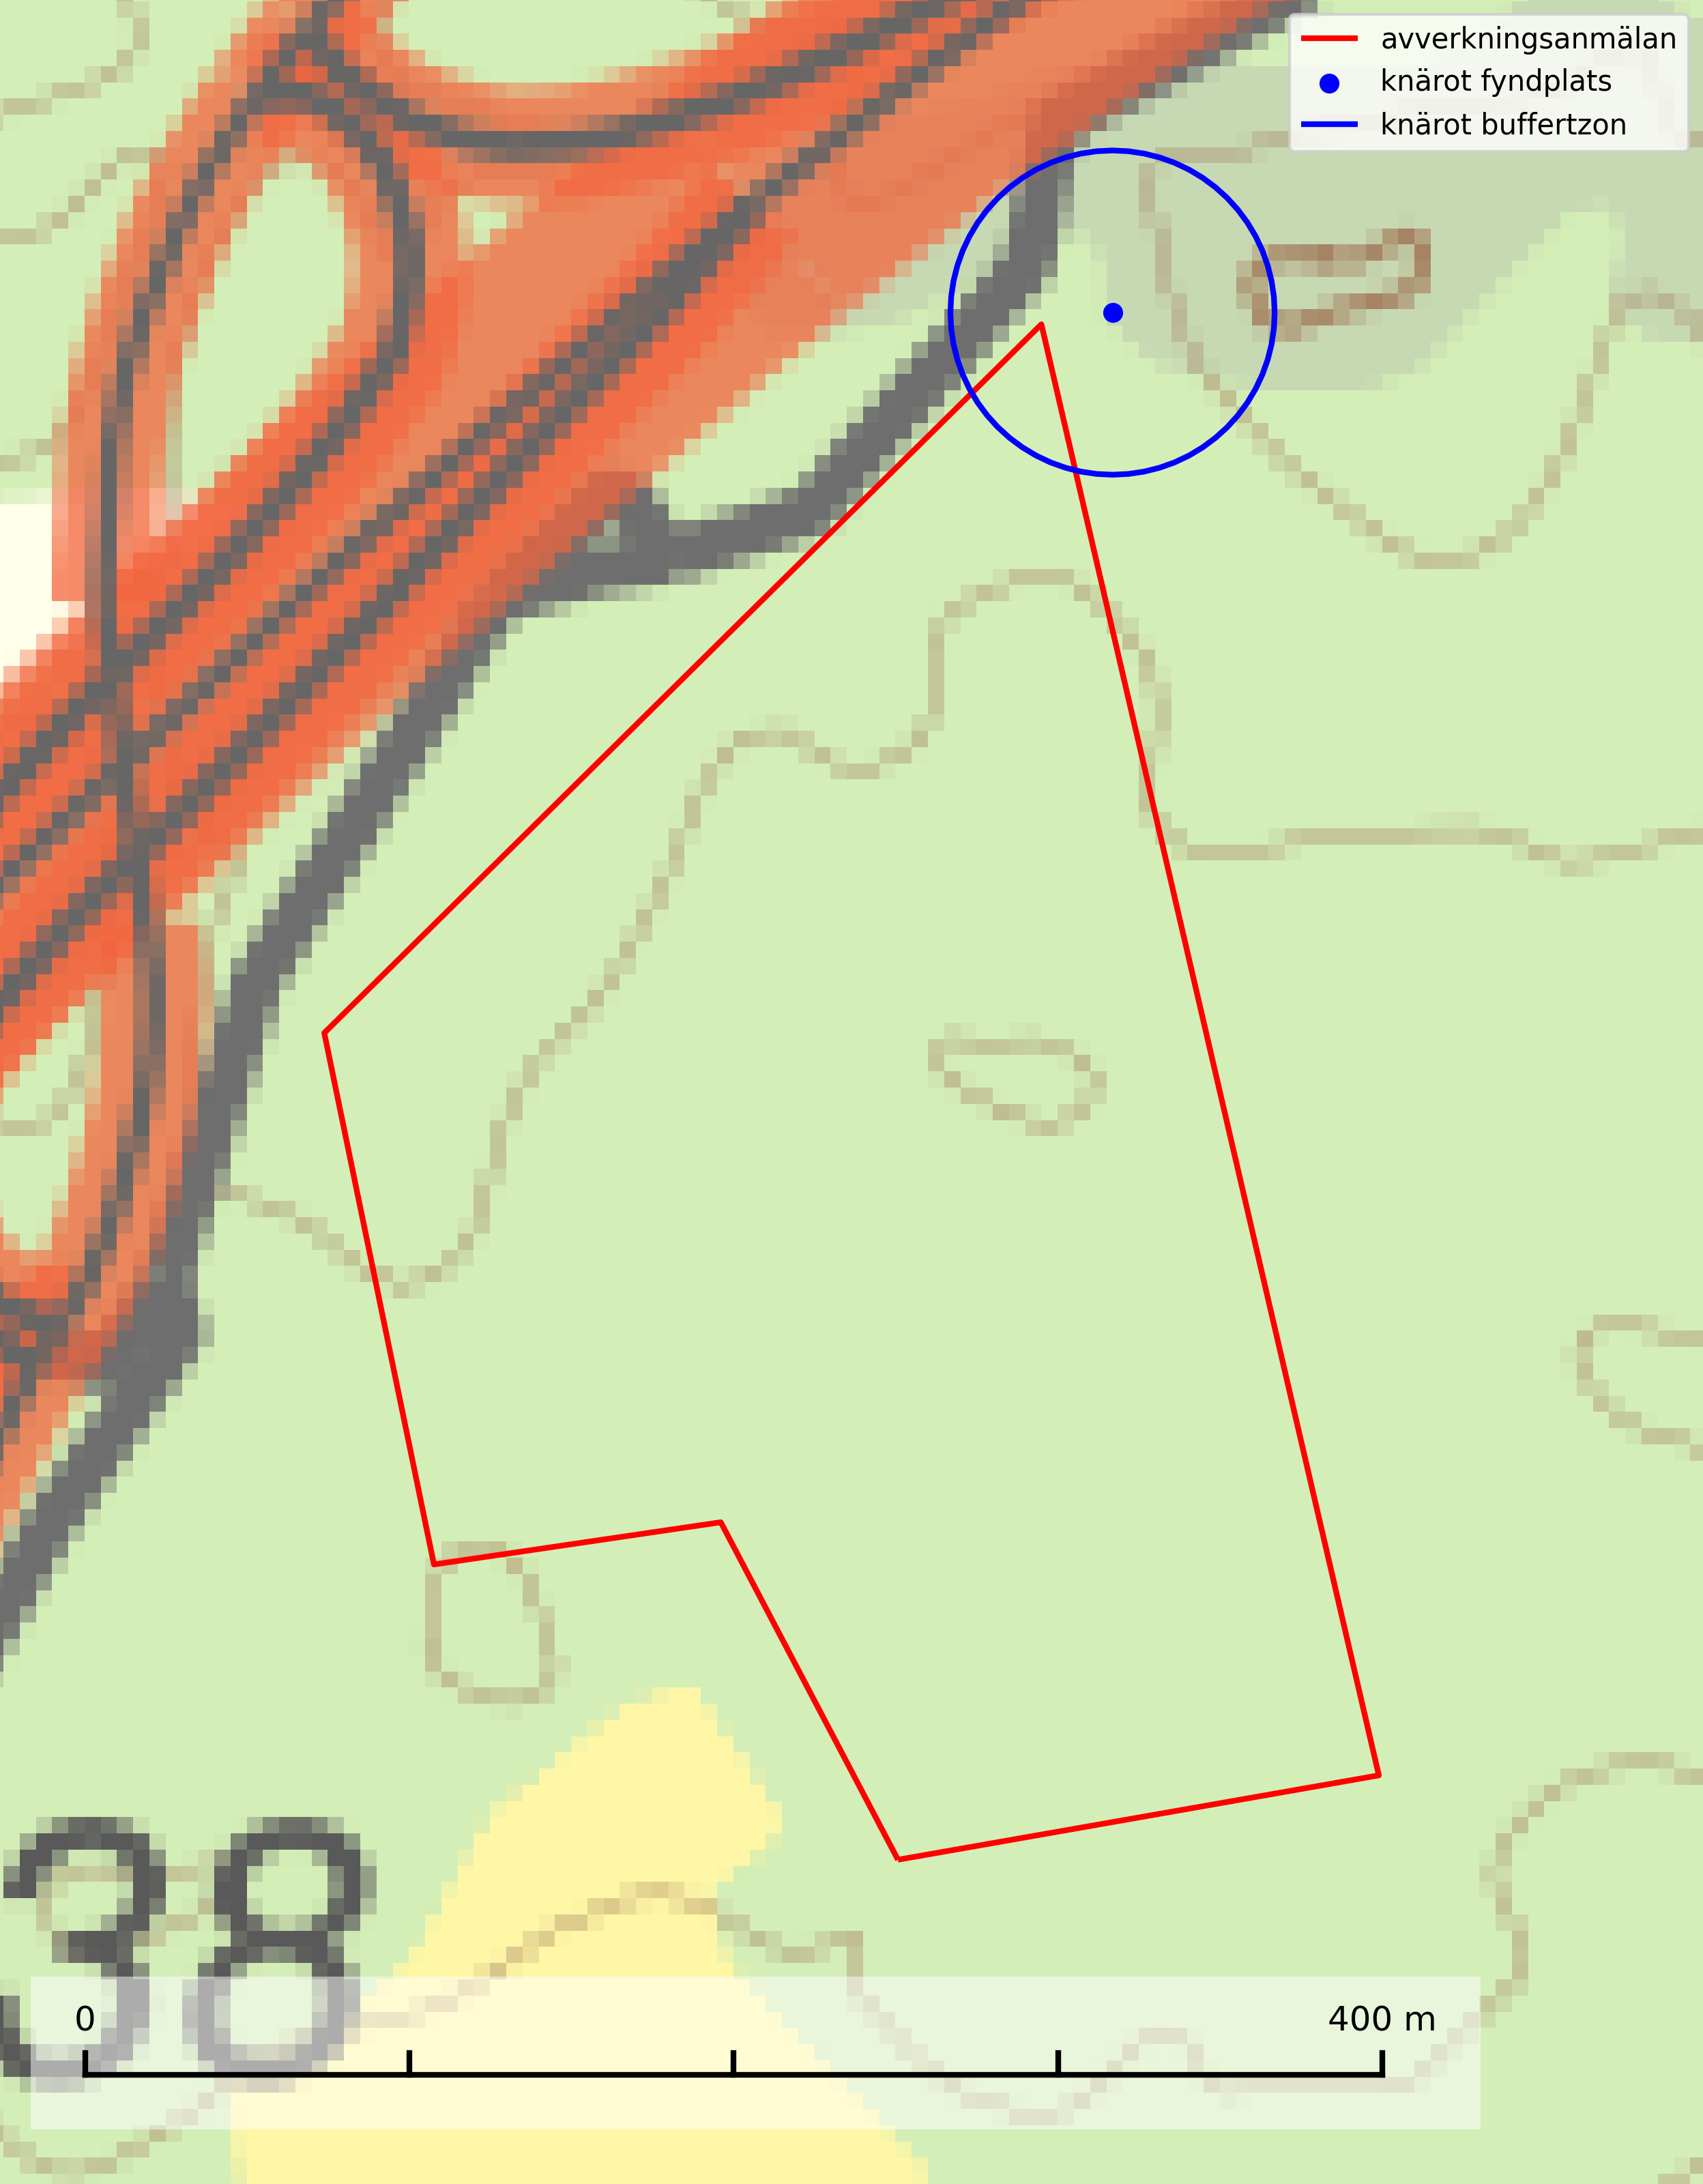 avverkningsanmälan
knärot fyndplats
knärot buffertzon
38
0 400 m